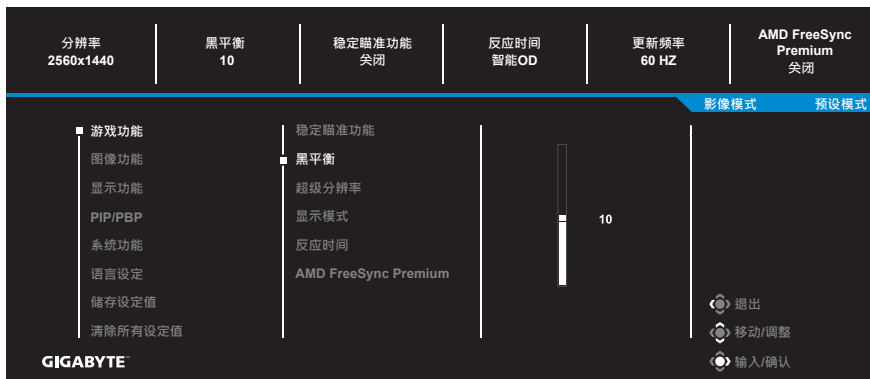 分辨率
2560x1440
黑平衡
10
稳定瞄准功能
关闭
反应时间
智能OD
更新频率
60 HZ
AMD FreeSync
Premium
关闭
影像模式 预设模式
游戏功能
图像功能
显示功能
PIP/PBP
系统功能
语言设定
储存设定值
清除所有设定值
稳定瞄准功能
黑平衡
超级分辨率
显示模式
反应时间
AMD FreeSync Premium
10
退出
移动/调整
输入/确认
GIGABYTE™